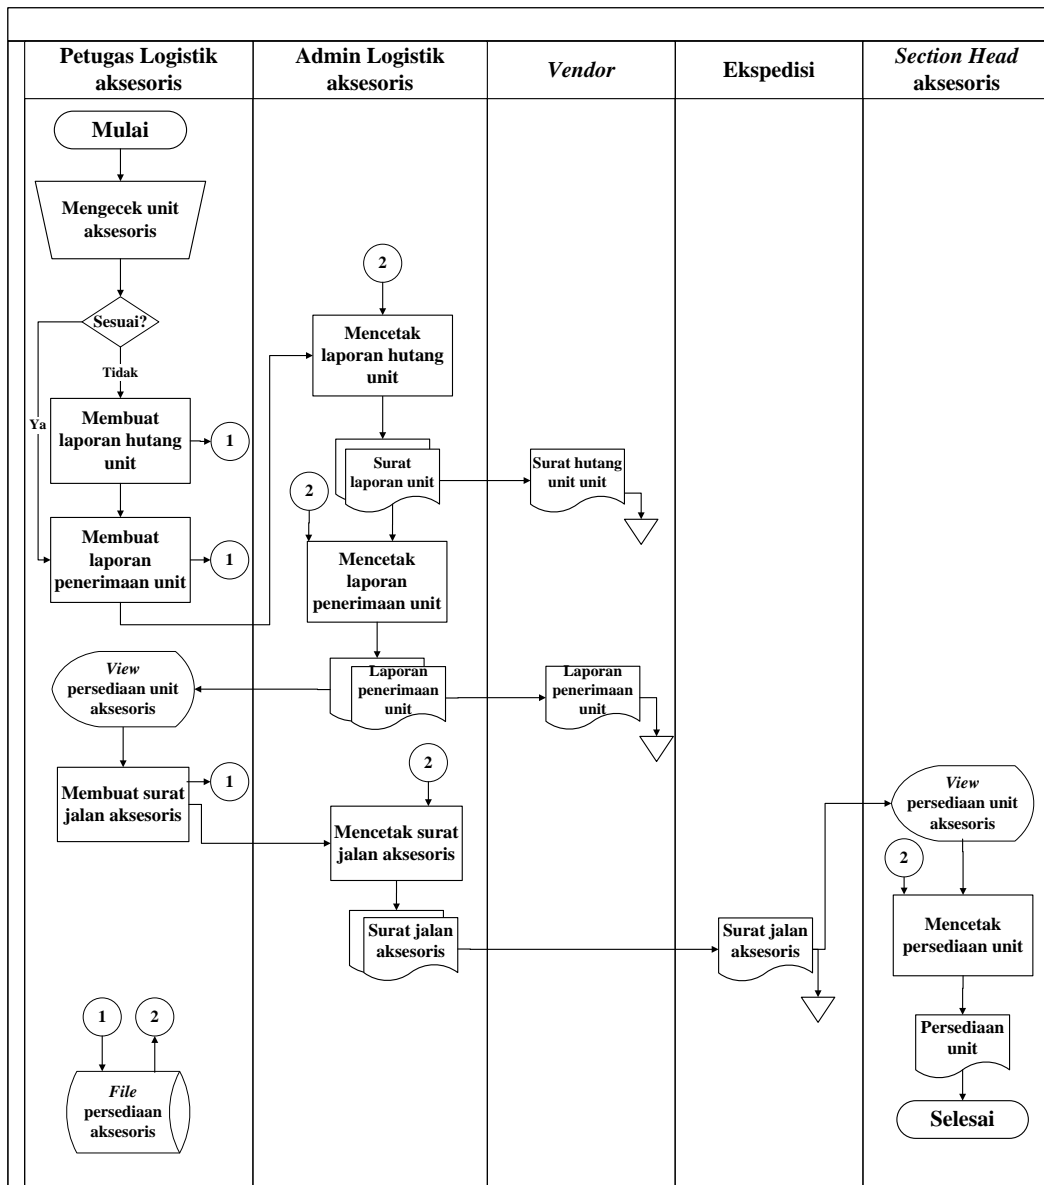 Petugas Logistik
aksesoris
Admin Logistik
aksesoris
Vendor
Ekspedisi
Section Head
aksesoris
Mulai
Mengecek unit
aksesoris
Sesuai?
Tidak
Ya
Membuat
laporan hutang
unit
1
Membuat
laporan
penerimaan unit
1
View
persediaan unit
aksesoris
Membuat surat
jalan aksesoris
1
1
2
File
persediaan
aksesoris
2
Mencetak
laporan hutang
unit
Surat
laporan unit
2
Mencetak
laporan
penerimaan unit
Laporan
penerimaan
unit
2
Mencetak surat
jalan aksesoris
Surat jalan
aksesoris
Surat hutang
unit unit
Laporan
penerimaan
unit
Surat jalan
aksesoris
View
persediaan unit
aksesoris
2
Mencetak
persediaan unit
Persediaan
unit
Selesai